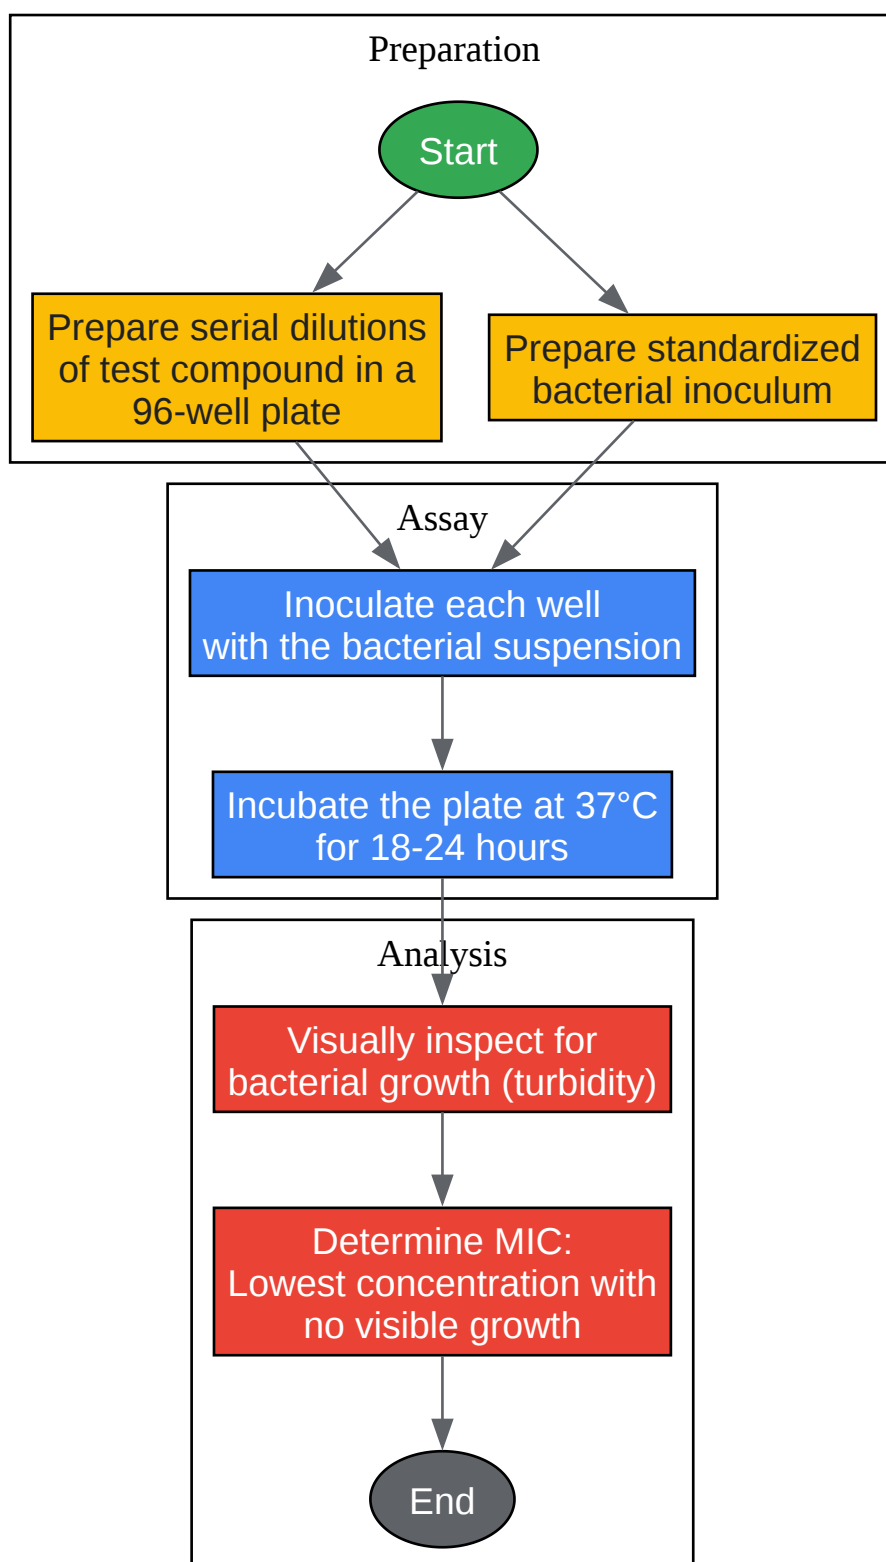 Preparation
Start
Prepare serial dilutions
of test compound in a
96-well plate
Prepare standardized
bacterial inoculum
Assay
Inoculate each well
with the bacterial suspension
Incubate the plate at 37°C
for 18-24 hours
Analysis
Visually inspect for
bacterial growth (turbidity)
Determine MIC:
Lowest concentration with
no visible growth
End